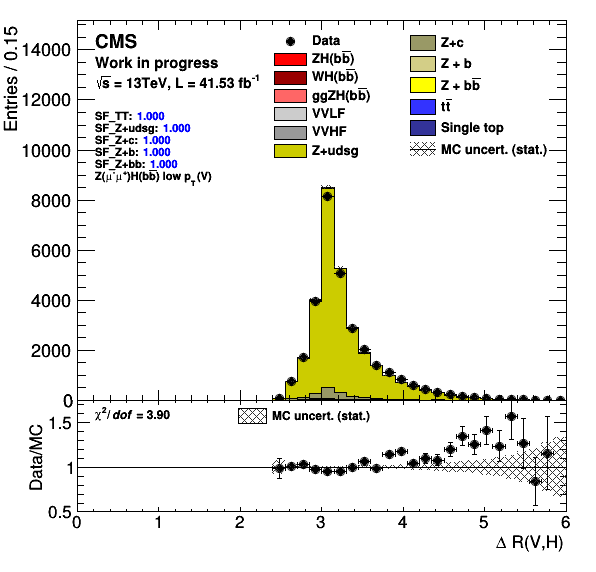 CMS
Work in progress
√s = 13TeV, L = 41.53 fb⁻¹
SF_TT: 1.000
SF_Z+udsg: 1.000
SF_Z+c: 1.000
SF_Z+b: 1.000
SF_Z+bb: 1.000
Z(μ⁻μ⁺)H(bb̅) low p_T(V)
Data
ZH(bb̅)
WH(bb̅)
ggZH(bb̅)
VVLF
VVHF
Z+udsg
Z+c
Z + b
Z + bb̅
tt̅
Single top
MC uncert. (stat.)
Entries / 0.15
14000
12000
10000
8000
6000
4000
2000
0
χ²/dof = 3.90
MC uncert. (stat.)
Data/MC
1.5
1
0.5
0 1 2 3 4 5 6
Δ R(V,H)